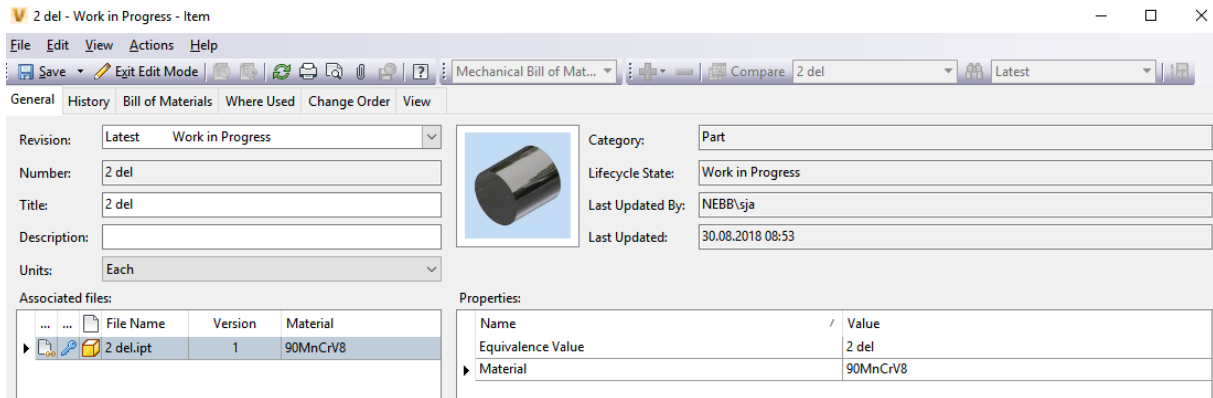 2 del - Work in Progress - Item
File Edit View Actions Help
Save Exit Edit Mode Mechanical Bill of Mat... Compare 2 del Latest
General History Bill of Materials Where Used Change Order View
Revision: Latest Work in Progress Category: Part
Number: 2 del Lifecycle State: Work in Progress
Title: 2 del Last Updated By: NEBB\sja
Description: Last Updated: 30.08.2018 08:53
Units: Each
Associated files: Properties:
... ... File Name Version Material Name / Value
2 del.ipt 1 90MnCrV8 Equivalence Value 2 del
Material 90MnCrV8